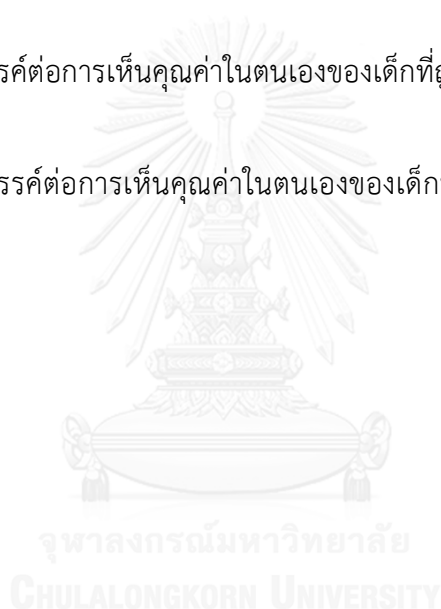 รรค์ต่อการเห็นคุณค่าในตนเองของเด็กที่
รรค์ต่อการเห็นคุณค่าในตนเองของเด็ก
จุฬาลงกรณ์มหาวิทยาลัย
CHULALONGKORN UNIVERSITY